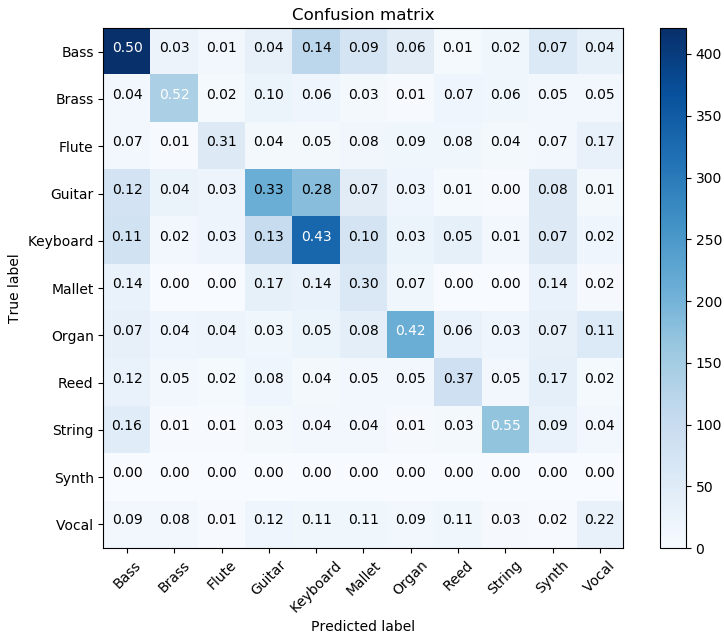 Confusion matrix
Bass 0.50 0.03 0.01 0.04 0.14 0.09 0.06 0.01 0.02 0.07 0.04
Brass 0.04 0.52 0.02 0.10 0.06 0.03 0.01 0.07 0.06 0.05 0.05
Flute 0.07 0.01 0.31 0.04 0.05 0.08 0.09 0.08 0.04 0.07 0.17
Guitar 0.12 0.04 0.03 0.33 0.28 0.07 0.03 0.01 0.00 0.08 0.01
Keyboard 0.11 0.02 0.03 0.13 0.43 0.10 0.03 0.05 0.01 0.07 0.02
Mallet 0.14 0.00 0.00 0.17 0.14 0.30 0.07 0.00 0.00 0.14 0.02
Organ 0.07 0.04 0.04 0.03 0.05 0.08 0.42 0.06 0.03 0.07 0.11
Reed 0.12 0.05 0.02 0.08 0.04 0.05 0.05 0.37 0.05 0.17 0.02
String 0.16 0.01 0.01 0.03 0.04 0.04 0.01 0.03 0.55 0.09 0.04
Synth 0.00 0.00 0.00 0.00 0.00 0.00 0.00 0.00 0.00 0.00 0.00
Vocal 0.09 0.08 0.01 0.12 0.11 0.11 0.09 0.11 0.03 0.02 0.22
Bass Brass Flute Guitar Keyboard Mallet Organ Reed String Synth Vocal
Predicted label
True label
400
350
300
250
200
150
100
50
0